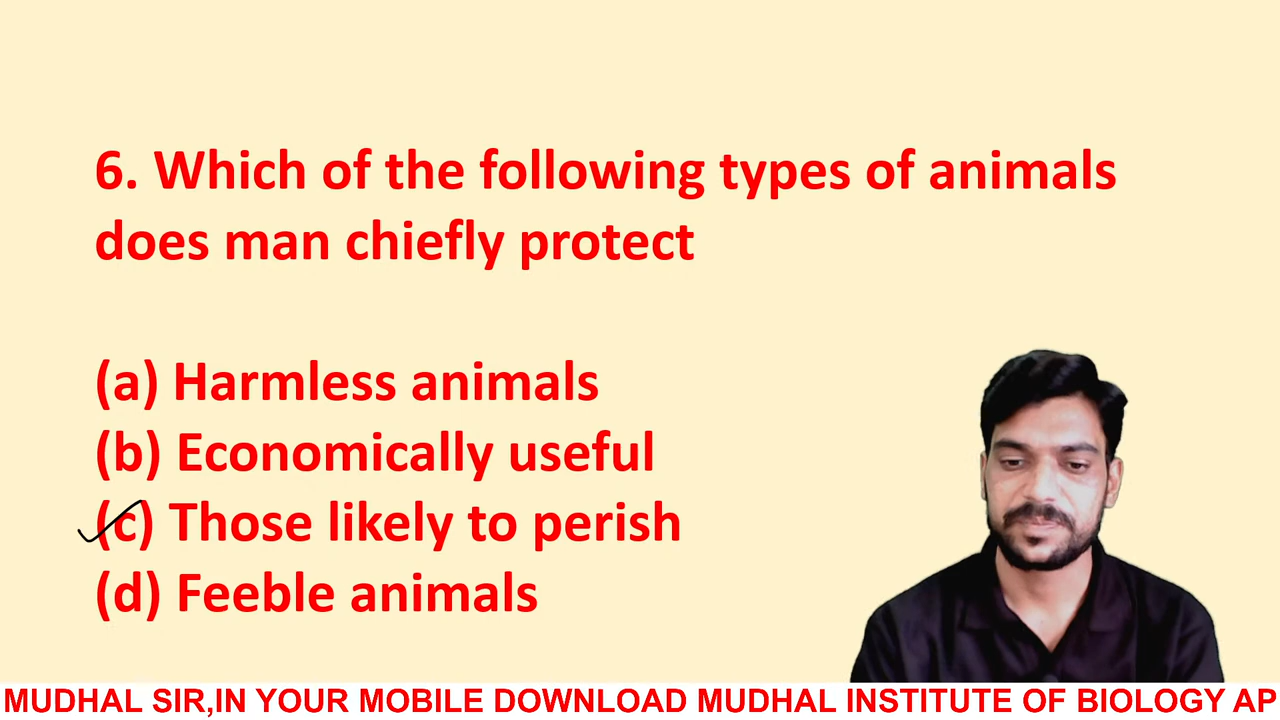 6. Which of the following types of animals
does man chiefly protect
(a) Harmless animals
(b) Economically useful
(c) Those likely to perish
(d) Feeble animals
MUDHAL SIR,IN YOUR MOBILE DOWNLOAD MUDHAL INSTITUTE OF BIOLOGY AP